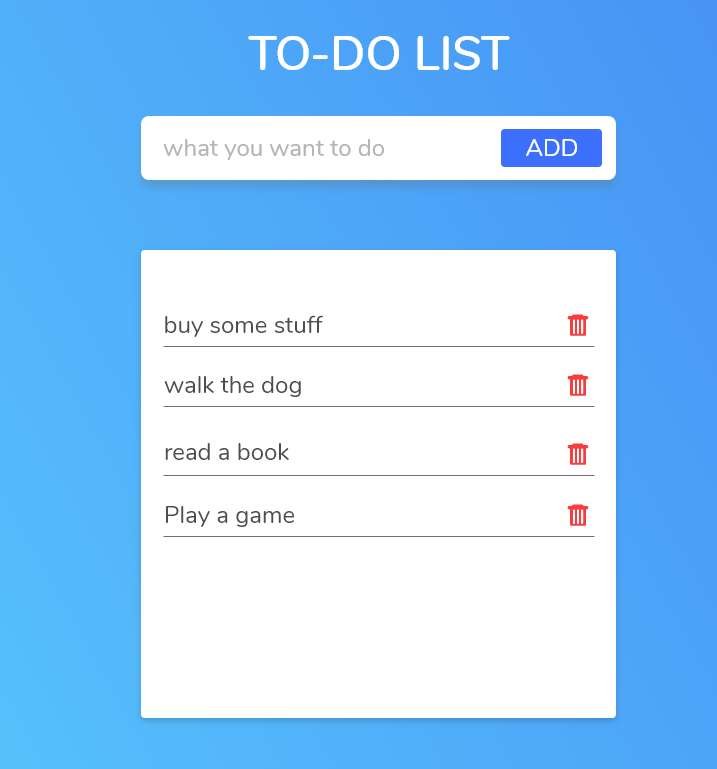 TO-DO LIST
what you want to do
ADD
buy some stuff
walk the dog
read a book
Play a game